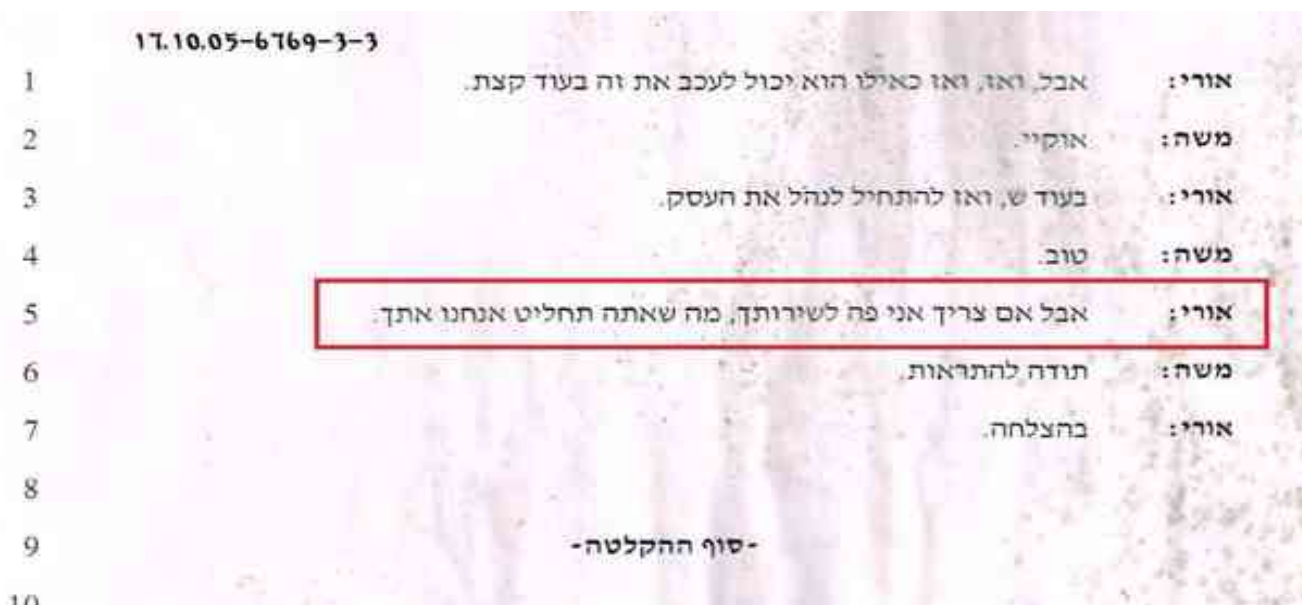 17.10.05-6769-3-3
1 אורי: אבל, ואז, ואז כאילו הוא יכול לעכב את זה בעוד קצת.
2 משה: אוקיי.
3 אורי: בעוד ש, ואז להתחיל לנהל את העסק.
4 משה: טוב.
5 אורי: אבל אם צריך אני פה לשירותך, מה שאתה תחליט אנחנו אתך.
6 משה: תודה להתראות.
7 אורי: בהצלחה.
8
9 -סוף ההקלטה-
10